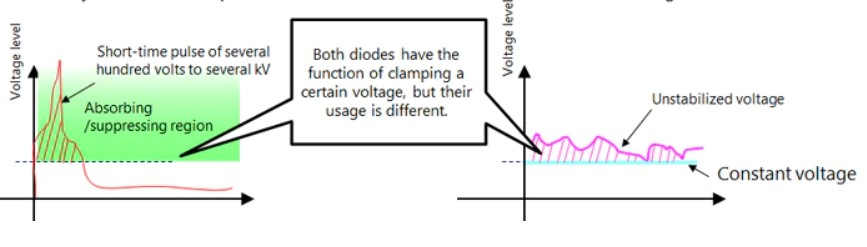 Voltage level
Short-time pulse of several
hundred volts to several kV
Absorbing
/suppressing region
Both diodes have the
function of clamping a
certain voltage, but their
usage is different.
Voltage level
Unstabilized voltage
Constant voltage